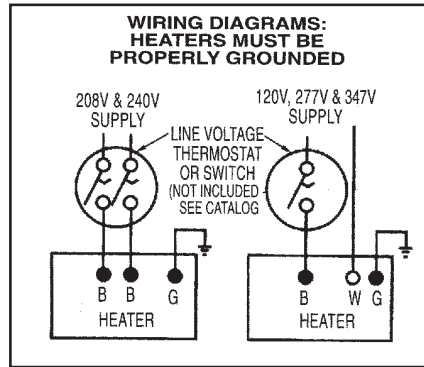 WIRING DIAGRAMS:
HEATERS MUST BE
PROPERLY GROUNDED
208V & 240V
SUPPLY
120V, 277V & 347V
SUPPLY
LINE VOLTAGE
THERMOSTAT
OR SWITCH
(NOT INCLUDED -
SEE CATALOG
B B G
HEATER
B W G
HEATER